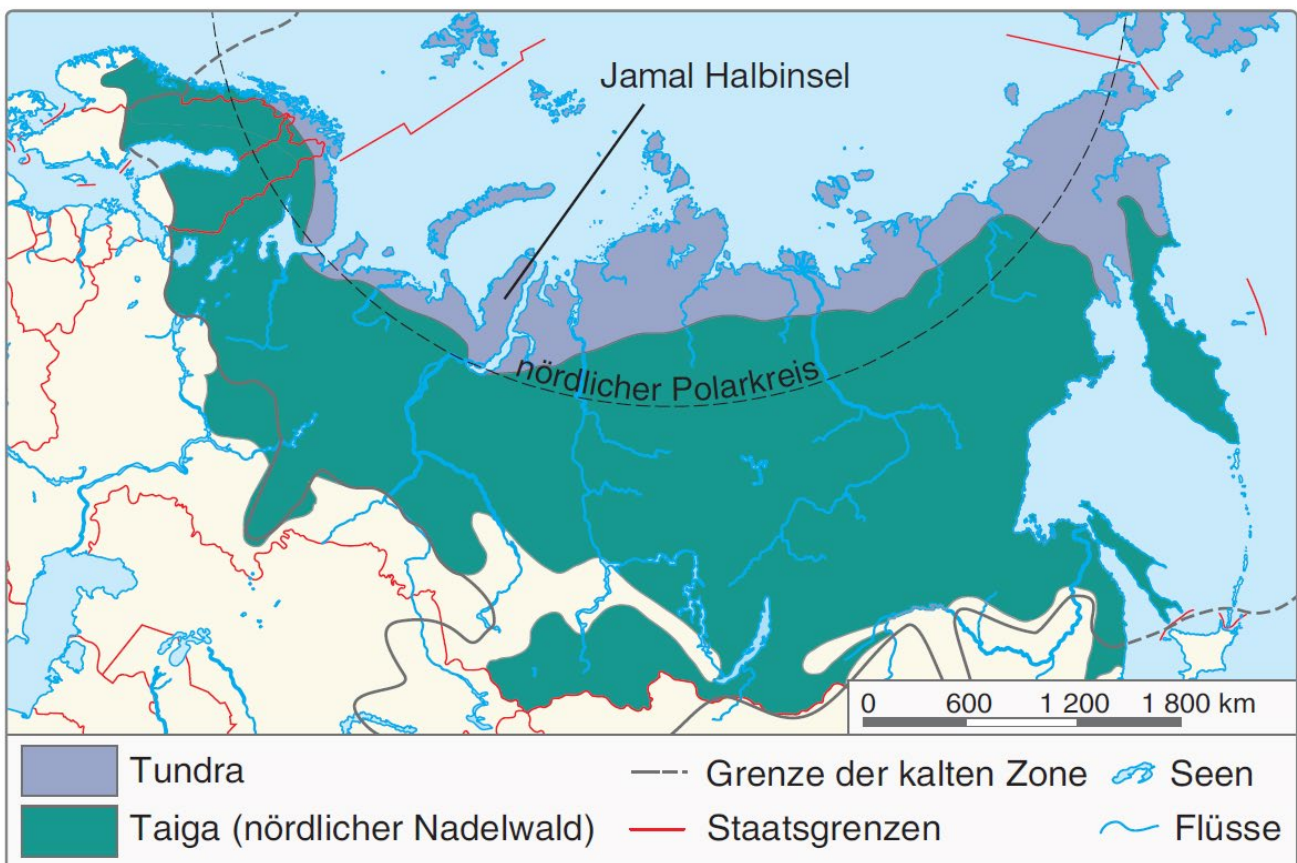 Jamal Halbinsel
nördlicher Polarkreis
0 600 1 200 1 800 km
Tundra
Taiga (nördlicher Nadelwald)
Grenze der kalten Zone
Staatsgrenzen
Seen
Flüsse